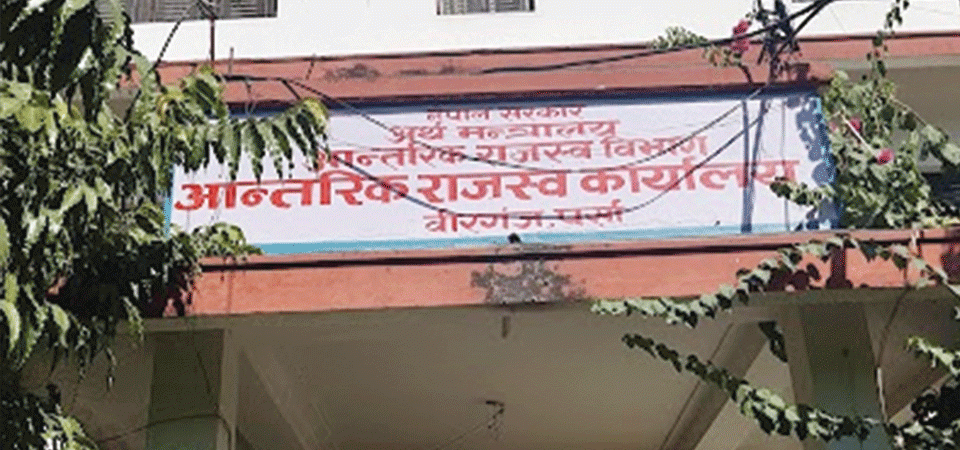 नेपाल सरकार
अर्थ मन्त्रालय
आन्तरिक राजस्व विभाग
आन्तरिक राजस्व कार्यालय
वीरगंज, पर्सा